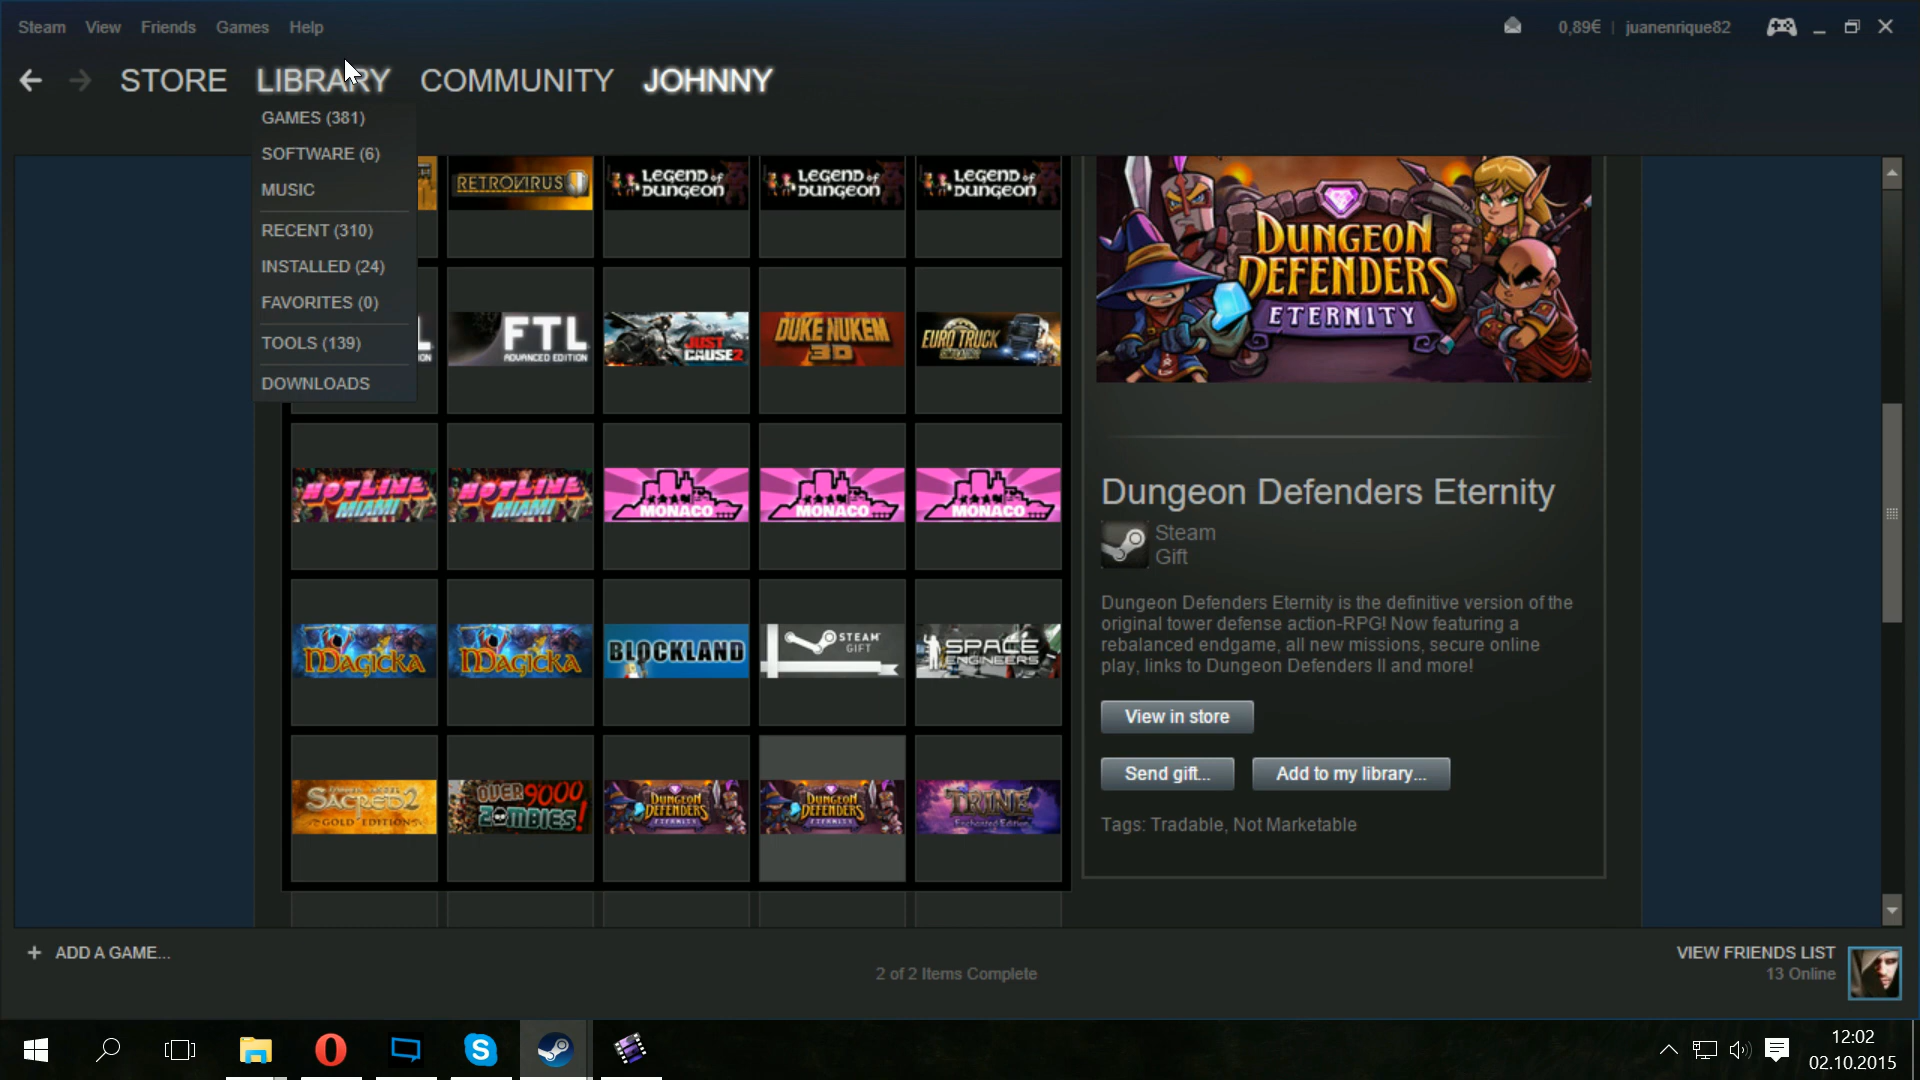 Steam View Friends Games Help
0,89€ | juanenrique82
STORE LIBRARY COMMUNITY JOHNNY
GAMES (381)
SOFTWARE (6)
MUSIC
RECENT (310)
INSTALLED (24)
FAVORITES (0)
TOOLS (139)
DOWNLOADS
RETROVIRUS
LEGEND of DUNGEON
LEGEND of DUNGEON
LEGEND of DUNGEON
FTL
ADVANCED EDITION
JUST CAUSE 2
DUKE NUKEM
3D
EURO TRUCK
SIMULATOR
HOTLINE
MIAMI
HOTLINE
MIAMI
MONACO
MONACO
MONACO
MAGICKA
MAGICKA
BLOCKLAND
STEAM
GIFT
SPACE
ENGINEERS
SACRED 2
GOLD EDITION
OVER 9000
ZOMBIES!
DUNGEON
DEFENDERS
ETERNITY
DUNGEON
DEFENDERS
ETERNITY
TRINE
Enchanted Edition
DUNGEON
DEFENDERS
ETERNITY
Dungeon Defenders Eternity
Steam
Gift
Dungeon Defenders Eternity is the definitive version of the
original tower defense action-RPG! Now featuring a
rebalanced endgame, all new missions, secure online
play, links to Dungeon Defenders II and more!
View in store
Send gift...
Add to my library...
Tags: Tradable, Not Marketable
+ ADD A GAME...
2 of 2 Items Complete
VIEW FRIENDS LIST
13 Online
12:02
02.10.2015